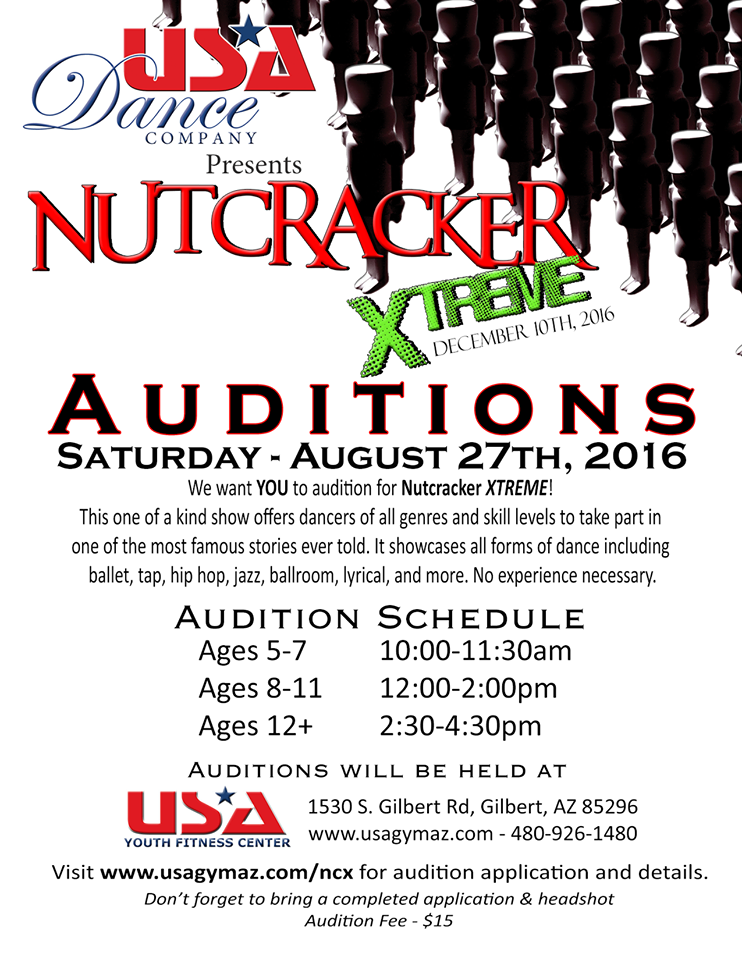 USA
Dance
COMPANY
Presents
NUTCRACKER
XTREME
DECEMBER 10TH, 2016
AUDITIONS
SATURDAY - AUGUST 27TH, 2016
We want YOU to audition for Nutcracker XTREME!
This one of a kind show offers dancers of all genres and skill levels to take part in
one of the most famous stories ever told. It showcases all forms of dance including
ballet, tap, hip hop, jazz, ballroom, lyrical, and more. No experience necessary.
AUDITION SCHEDULE
Ages 5-7 10:00-11:30am
Ages 8-11 12:00-2:00pm
Ages 12+ 2:30-4:30pm
AUDITIONS WILL BE HELD AT
USA
YOUTH FITNESS CENTER
1530 S. Gilbert Rd, Gilbert, AZ 85296
www.usagymaz.com - 480-926-1480
Visit www.usagymaz.com/ncx for audition application and details.
Don't forget to bring a completed application & headshot
Audition Fee - $15